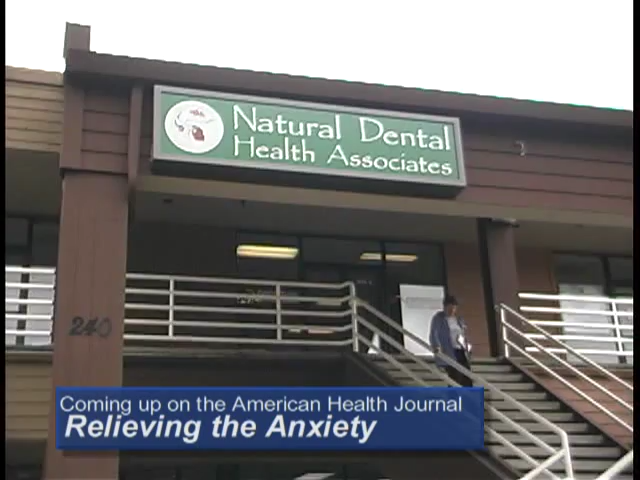 Natural Dental
Health Associates
240
Coming up on the American Health Journal
Relieving the Anxiety